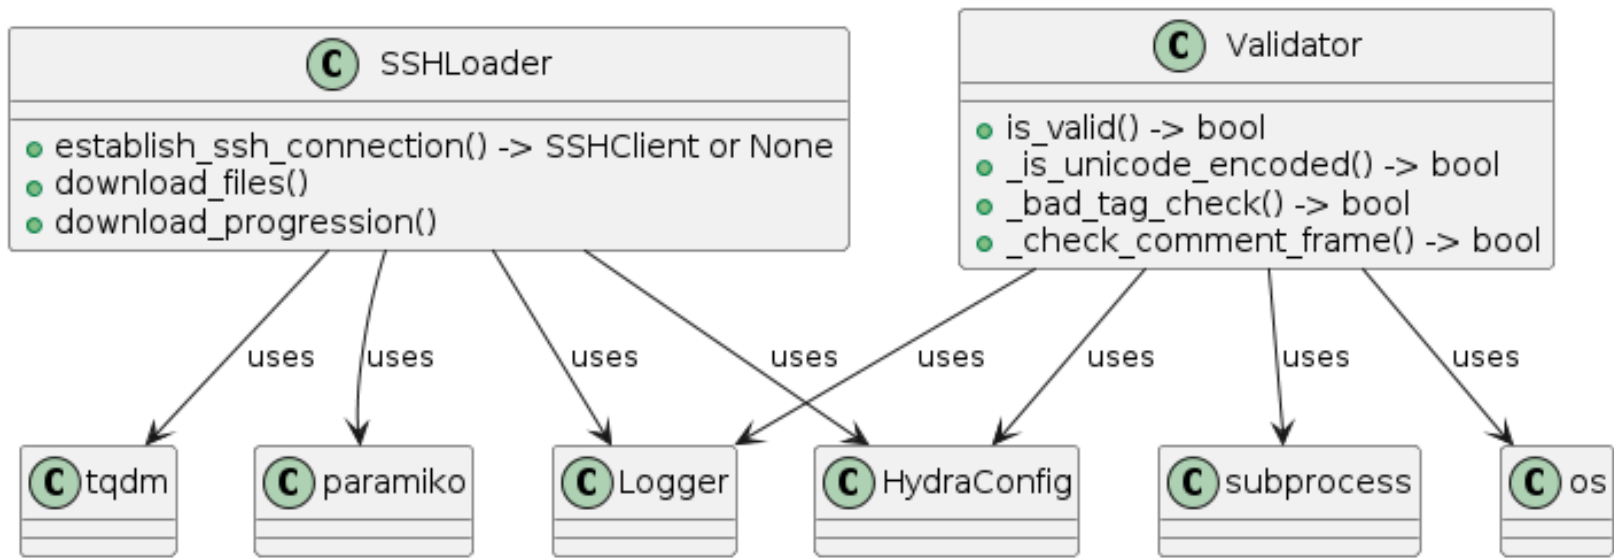 C SSHLoader
establish_ssh_connection() -> SSHClient or None
download_files()
download_progression()
C Validator
is_valid() -> bool
_is_unicode_encoded() -> bool
_bad_tag_check() -> bool
_check_comment_frame() -> bool
uses
uses
uses
uses
uses
uses
uses
uses
C tqdm
C paramiko
C Logger
C HydraConfig
C subprocess
C os